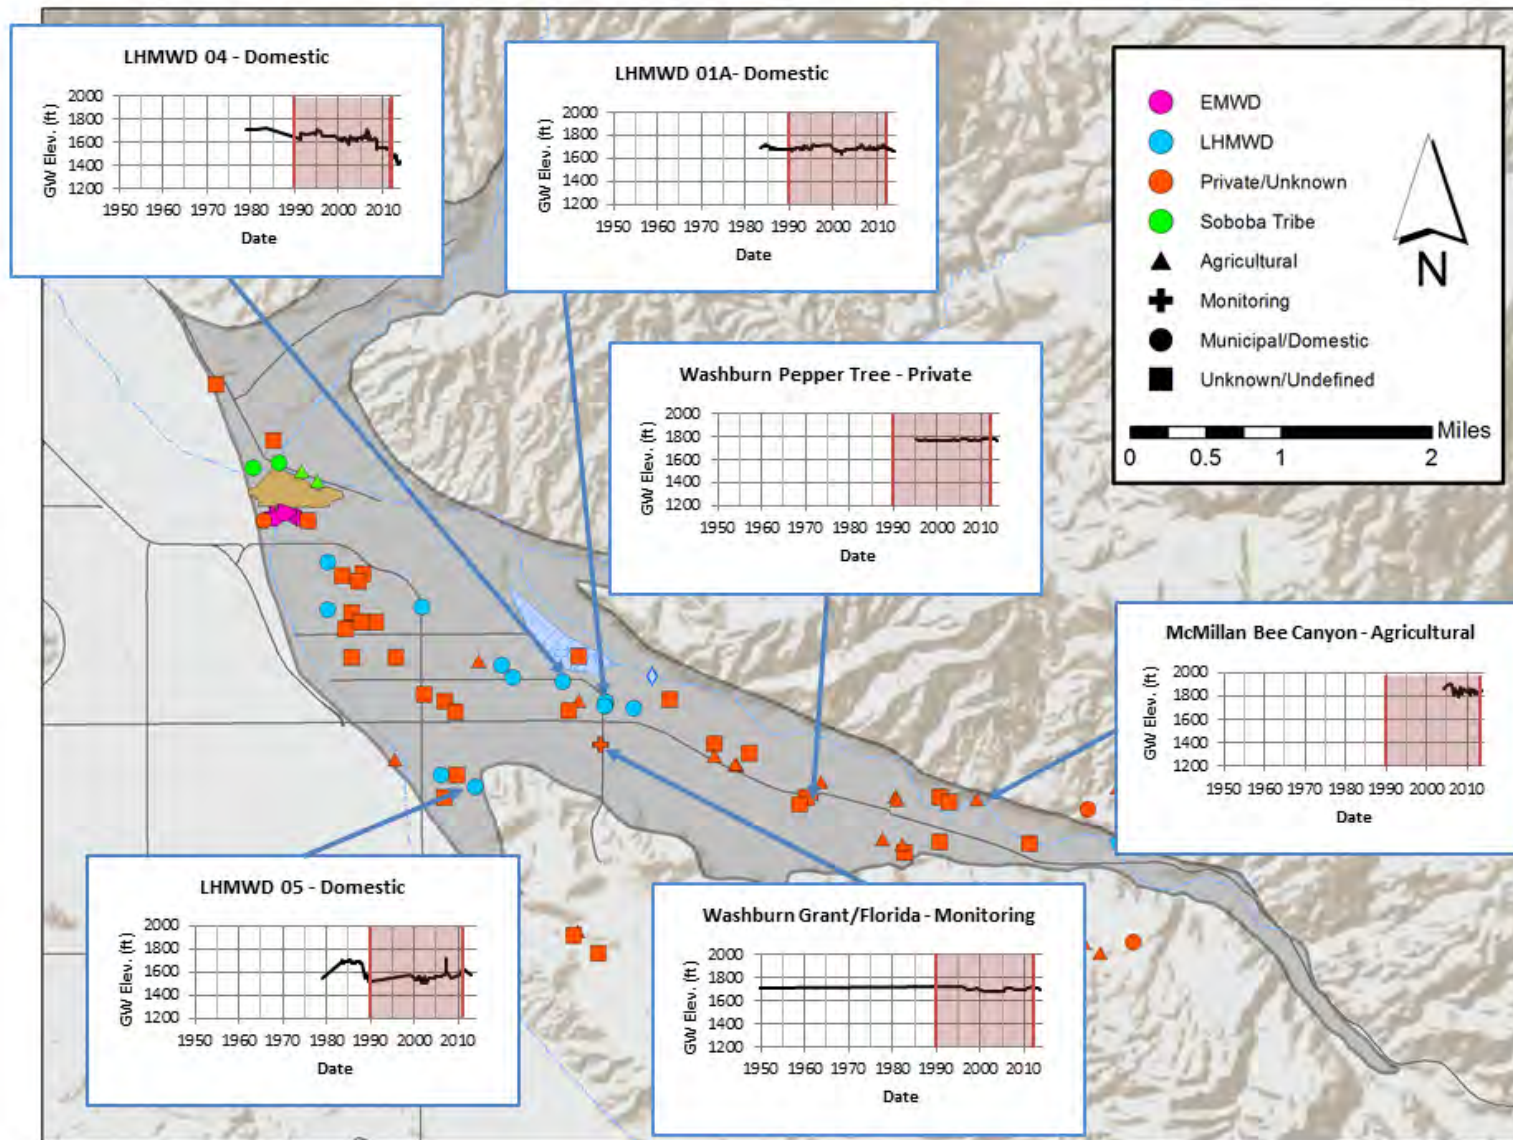 LHMWD 04 - Domestic
GW Elev. (ft)
2000
1800
1600
1400
1200
1950 1960 1970 1980 1990 2000 2010
Date
LHMWD 01A- Domestic
GW Elev. (ft)
2000
1800
1600
1400
1200
1950 1960 1970 1980 1990 2000 2010
Date
EMWD
LHMWD
Private/Unknown
Soboba Tribe
Agricultural
Monitoring
Municipal/Domestic
Unknown/Undefined
N
Miles
0 0.5 1 2
Washburn Pepper Tree - Private
GW Elev. (ft)
2000
1800
1600
1400
1200
1950 1960 1970 1980 1990 2000 2010
Date
McMillan Bee Canyon - Agricultural
GW Elev. (ft)
2000
1800
1600
1400
1200
1950 1960 1970 1980 1990 2000 2010
Date
LHMWD 05 - Domestic
GW Elev. (ft)
2000
1800
1600
1400
1200
1950 1960 1970 1980 1990 2000 2010
Date
Washburn Grant/Florida - Monitoring
GW Elev. (ft)
2000
1800
1600
1400
1200
1950 1960 1970 1980 1990 2000 2010
Date